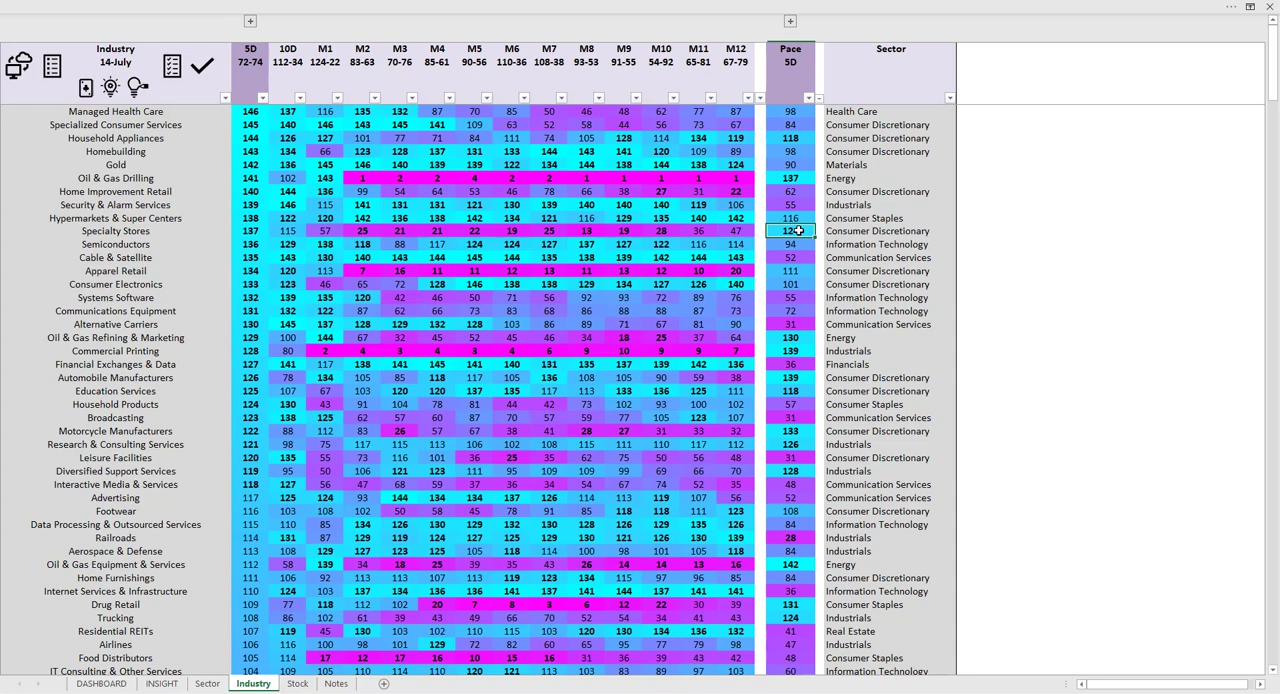 Industry 5D 10D M1 M2 M3 M4 M5 M6 M7 M8 M9 M10 M11 M12 Pace Sector
14-July 72-74 112-34 124-22 83-63 70-76 85-61 90-56 110-36 108-38 93-53 91-55 54-92 65-81 67-79 5D
Managed Health Care 146 137 116 135 132 87 70 85 50 46 48 62 77 87 98 Health Care
Specialized Consumer Services 145 140 146 143 145 141 109 63 52 58 44 56 73 67 84 Consumer Discretionary
Household Appliances 144 126 127 101 77 71 84 111 74 105 128 114 134 119 118 Consumer Discretionary
Homebuilding 143 134 66 123 128 137 131 133 144 143 141 120 109 89 98 Consumer Discretionary
Gold 142 136 145 146 140 139 139 122 134 144 138 144 138 124 90 Materials
Oil & Gas Drilling 141 102 143 1 2 2 4 2 2 1 1 1 1 1 137 Energy
Home Improvement Retail 140 144 136 99 54 64 53 46 78 66 38 27 31 22 62 Consumer Discretionary
Security & Alarm Services 139 146 115 141 131 131 121 130 139 140 140 140 119 106 55 Industrials
Hypermarkets & Super Centers 138 122 120 142 136 138 142 134 121 116 129 135 140 142 116 Consumer Staples
Specialty Stores 137 115 57 25 21 21 22 19 25 13 19 28 36 47 Consumer Discretionary
Semiconductors 136 129 138 118 88 117 124 124 127 137 127 122 116 114 94 Information Technology
Cable & Satellite 135 143 130 140 143 144 145 144 135 138 139 142 144 143 52 Communication Services
Apparel Retail 134 120 113 7 16 11 11 12 13 11 13 12 10 20 111 Consumer Discretionary
Consumer Electronics 133 123 46 65 72 128 146 138 138 129 134 127 126 140 101 Consumer Discretionary
Systems Software 132 139 135 120 42 46 50 71 56 92 93 72 89 76 55 Information Technology
Communications Equipment 131 132 122 87 62 66 73 83 68 86 88 88 87 73 72 Information Technology
Alternative Carriers 130 145 137 128 129 132 128 103 86 89 71 67 81 90 31 Communication Services
Oil & Gas Refining & Marketing 129 100 144 67 32 45 52 45 46 34 18 25 37 64 130 Energy
Commercial Printing 128 80 2 4 3 4 3 4 6 9 10 9 9 7 139 Industrials
Financial Exchanges & Data 127 141 117 138 141 145 141 140 131 135 137 139 142 136 36 Financials
Automobile Manufacturers 126 78 134 105 85 118 117 105 136 108 105 90 59 38 139 Consumer Discretionary
Education Services 125 107 67 103 120 120 137 135 117 113 133 136 125 111 118 Consumer Discretionary
Household Products 124 130 43 91 104 78 81 44 42 73 102 93 100 102 57 Consumer Staples
Broadcasting 123 138 125 62 57 60 87 70 57 59 77 105 123 107 31 Communication Services
Motorcycle Manufacturers 122 88 112 83 26 57 67 38 41 28 27 31 33 32 133 Consumer Discretionary
Research & Consulting Services 121 98 75 117 115 113 106 102 108 115 111 110 117 112 126 Industrials
Leisure Facilities 120 135 55 73 116 101 36 25 35 62 75 50 56 48 31 Consumer Discretionary
Diversified Support Services 119 95 50 106 121 123 111 95 109 109 99 69 66 70 128 Industrials
Interactive Media & Services 118 127 56 47 68 59 37 36 34 54 67 74 52 35 48 Communication Services
Advertising 117 125 124 93 144 134 134 137 126 114 113 119 107 56 52 Communication Services
Footwear 116 103 108 102 50 58 45 78 91 85 118 118 111 123 108 Consumer Discretionary
Data Processing & Outsourced Services 115 110 85 134 126 130 129 132 130 128 126 129 135 126 84 Information Technology
Railroads 114 131 87 129 119 124 127 125 129 130 121 126 130 139 28 Industrials
Aerospace & Defense 113 108 129 127 123 125 105 118 114 100 98 101 105 118 84 Industrials
Oil & Gas Equipment & Services 112 58 139 34 18 25 39 35 43 26 14 14 13 16 142 Energy
Home Furnishings 111 106 92 113 113 107 113 119 123 134 115 97 96 85 84 Consumer Discretionary
Internet Services & Infrastructure 110 124 103 137 134 136 136 141 137 141 144 137 141 141 36 Information Technology
Drug Retail 109 77 118 112 102 20 7 8 3 6 12 22 30 39 131 Consumer Staples
Trucking 108 86 102 61 39 43 49 66 70 52 54 34 41 43 124 Industrials
Residential REITs 107 119 45 130 103 102 110 115 103 120 130 134 136 132 41 Real Estate
Airlines 106 116 100 98 101 129 72 82 60 65 95 77 79 98 47 Industrials
Food Distributors 105 114 17 12 17 16 10 15 16 31 36 39 43 42 48 Consumer Staples
IT Consulting & Other Services 104 109 105 110 114 110 120 121 113 103 83 89 97 103 60 Information Technology
DASHBOARD INSIGHT Sector Industry Stock Notes